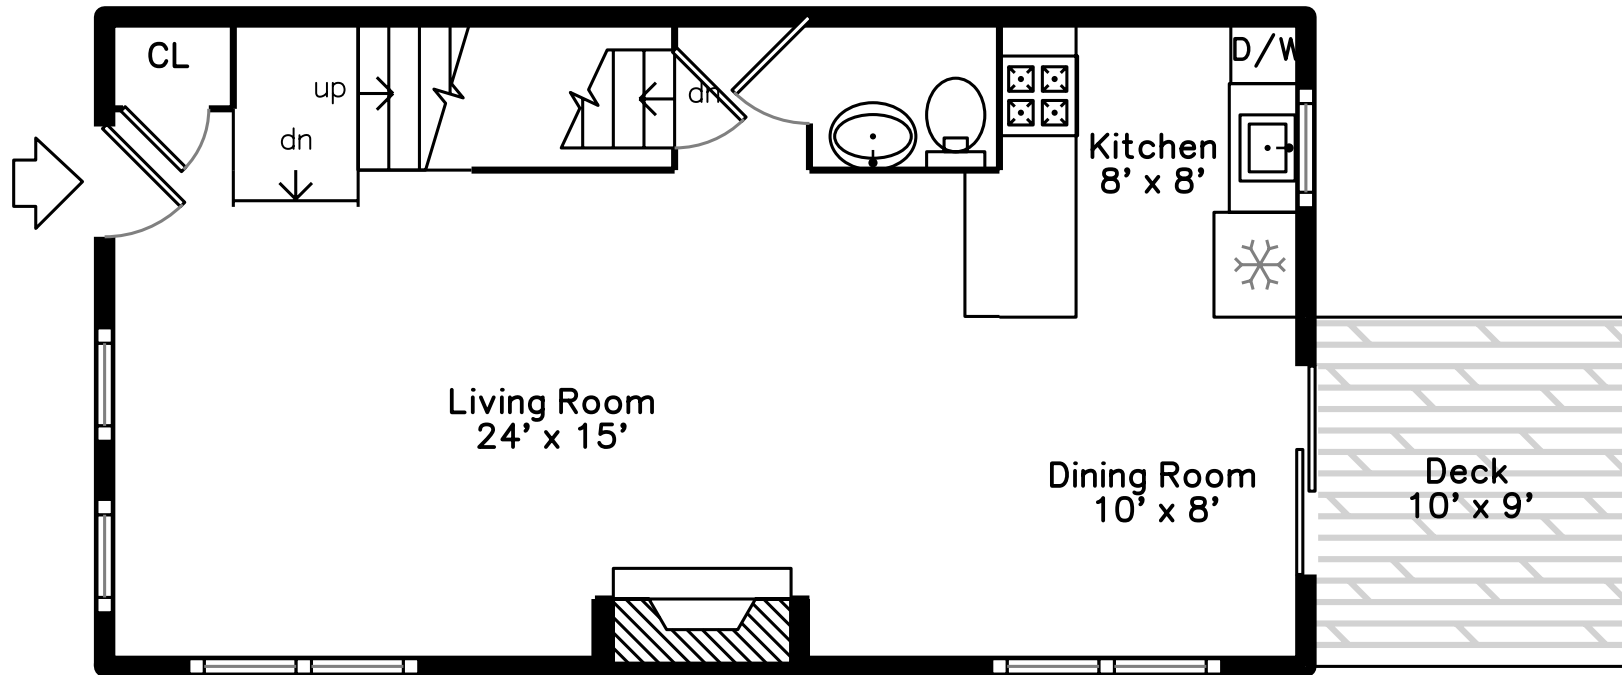 CL
up
dn
dn
D/W
Kitchen
8' x 8'
Living Room
24' x 15'
Dining Room
10' x 8'
Deck
10' x 9'